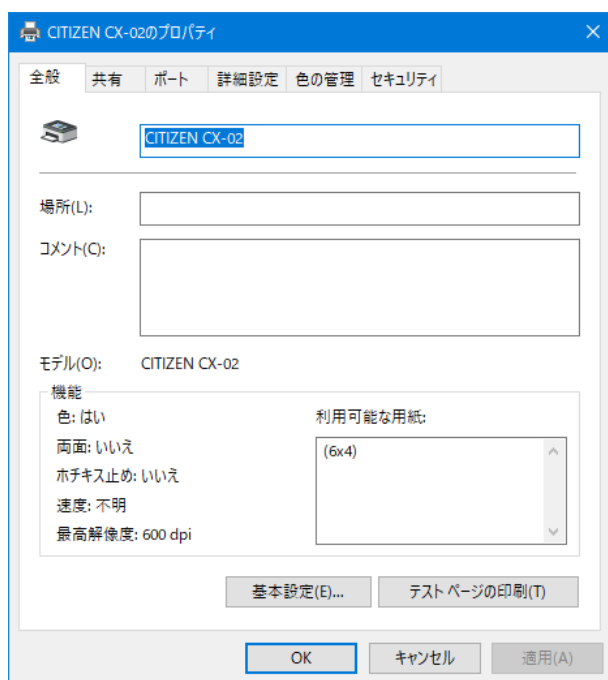 CITIZEN CX-02のプロパティ
全般 共有 ポート 詳細設定 色の管理 セキュリティ
CITIZEN CX-02
場所(L):
コメント(C):
モデル(O): CITIZEN CX-02
機能
色: はい
両面: いいえ
ホチキス止め: いいえ
速度: 不明
最高解像度: 600 dpi
利用可能な用紙:
(6x4)
基本設定(E)... テスト ページの印刷(T)
OK キャンセル 適用(A)